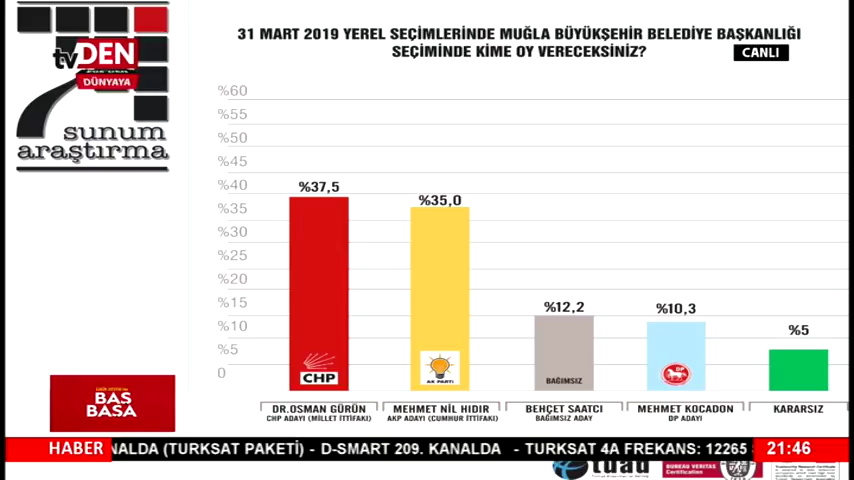 31 MART 2019 YEREL SEÇİMLERİNDE MUĞLA BÜYÜKŞEHİR BELEDİYE BAŞKANLIĞI
SEÇİMİNDE KİME OY VERECEKSİNİZ?
CANLI
tv DEN
DÜNYAYA
sunum
araştırma
%60
%55
%50
%45
%40
%35
%30
%25
%20
%15
%10
%5
0
%37,5
%35,0
%12,2
%10,3
%5
CHP
AK PARTİ
BAĞIMSIZ
DP
DR.OSMAN GÜRÜN
CHP ADAYI (MİLLET İTTİFAKI)
MEHMET NİL HIDIR
AKP ADAYI (CUMHUR İTTİFAKI)
BEHÇET SAATCI
BAĞIMSIZ ADAY
MEHMET KOCADON
DP ADAYI
KARARSIZ
BAŞ
BAŞA
HABER
NALDA (TURKSAT PAKETİ) - D-SMART 209. KANALDA - TURKSAT 4A FREKANS: 12265
21:46
BUREAU VERITAS
Certification